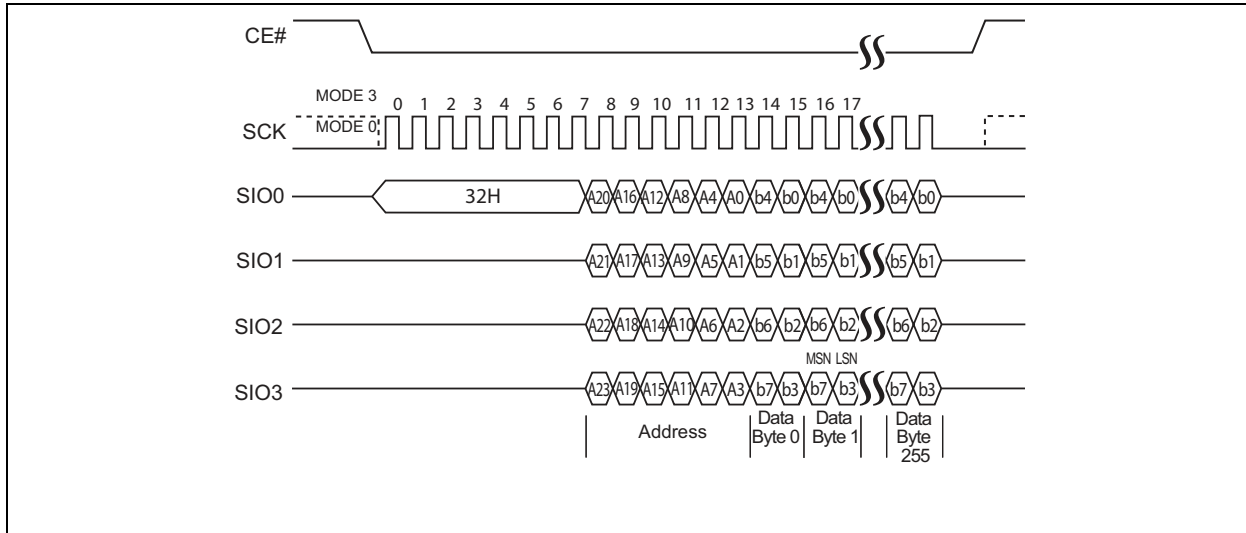 CE#
MODE 3
0 1 2 3 4 5 6 7 8 9 10 11 12 13 14 15 16 17
SCK
MODE 0
SIO0
32H
A20 A16 A12 A8 A4 A0 b4 b0 b4 b0 b4 b0
SIO1
A21 A17 A13 A9 A5 A1 b5 b1 b5 b1 b5 b1
SIO2
A22 A18 A14 A10 A6 A2 b6 b2 b6 b2 b6 b2
MSN LSN
SIO3
A23 A19 A15 A11 A7 A3 b7 b3 b7 b3 b7 b3
Address
Data
Byte 0
Data
Byte 1
Data
Byte
255